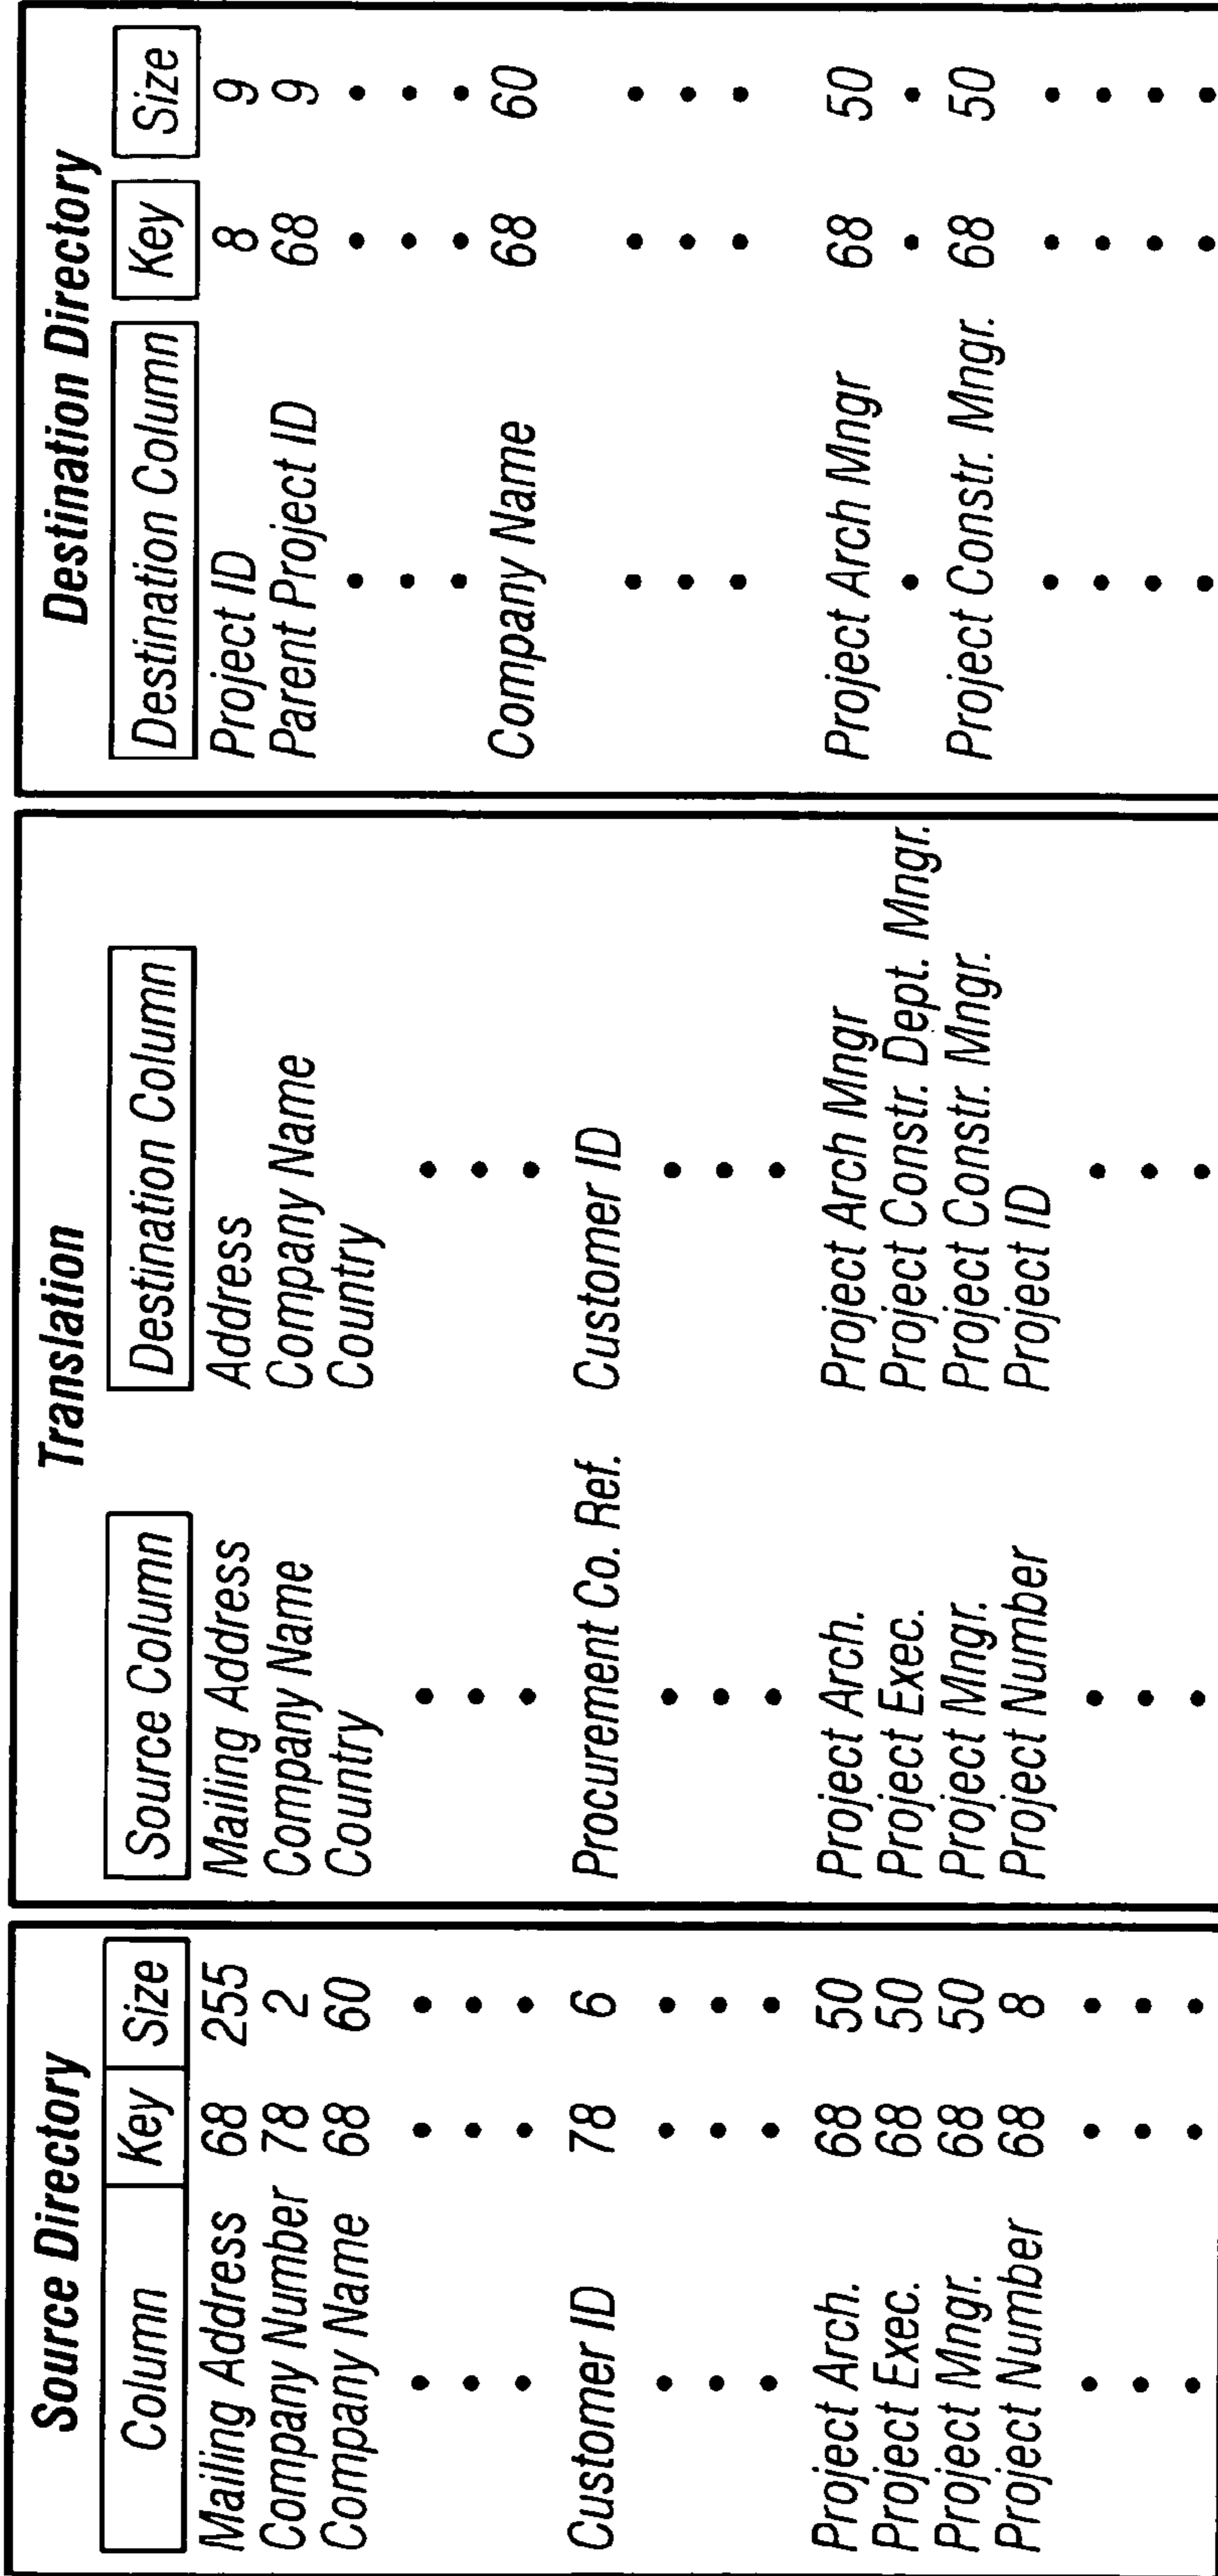 Source Directory
Column Key Size
Mailing Address 68 255
Company Number 78 2
Company Name 68 60
Customer ID 78 6
Project Arch. 68 50
Project Exec. 68 50
Project Mngr. 68 50
Project Number 68 8
Translation
Source Column Destination Column
Mailing Address Address
Company Name Company Name
Country Country
Procurement Co. Ref. Customer ID
Project Arch. Project Arch Mngr
Project Exec. Project Constr. Dept. Mngr.
Project Mngr. Project Constr. Mngr.
Project Number Project ID
Destination Directory
Destination Column Key Size
Project ID 8 9
Parent Project ID 68 9
Company Name 68 60
Project Arch Mngr 68 50
Project Constr. Mngr. 68 50